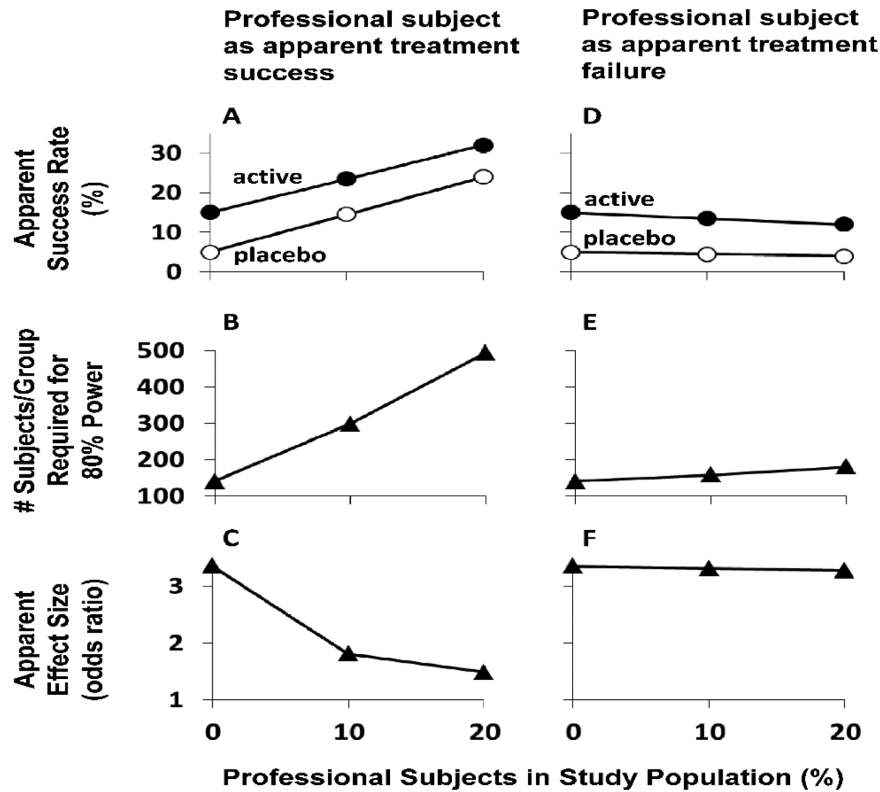 Professional subject
as apparent treatment
success
Professional subject
as apparent treatment
failure
Apparent
Success Rate
(%)
A
30
20
10
0
active
placebo
D
active
placebo
# Subjects/Group
Required for
80% Power
B
500
400
300
200
100
E
Apparent
Effect Size
(odds ratio)
C
3
2
1
F
0 10 20
0 10 20
Professional Subjects in Study Population (%)